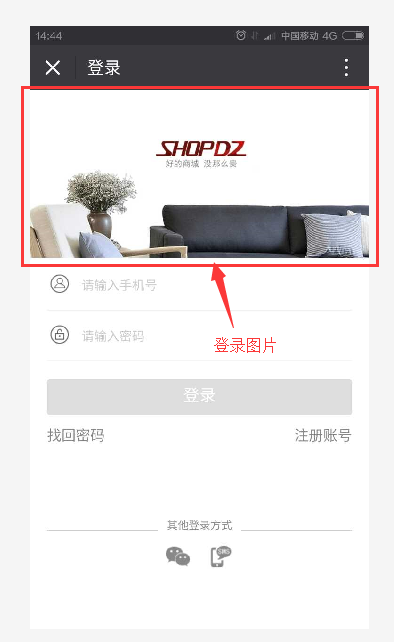 14:44 中国移动 4G
登录
SHOPDZ
好的商城 没那么贵
请输入手机号
请输入密码
登录图片
登录
找回密码 注册账号
其他登录方式
SMS